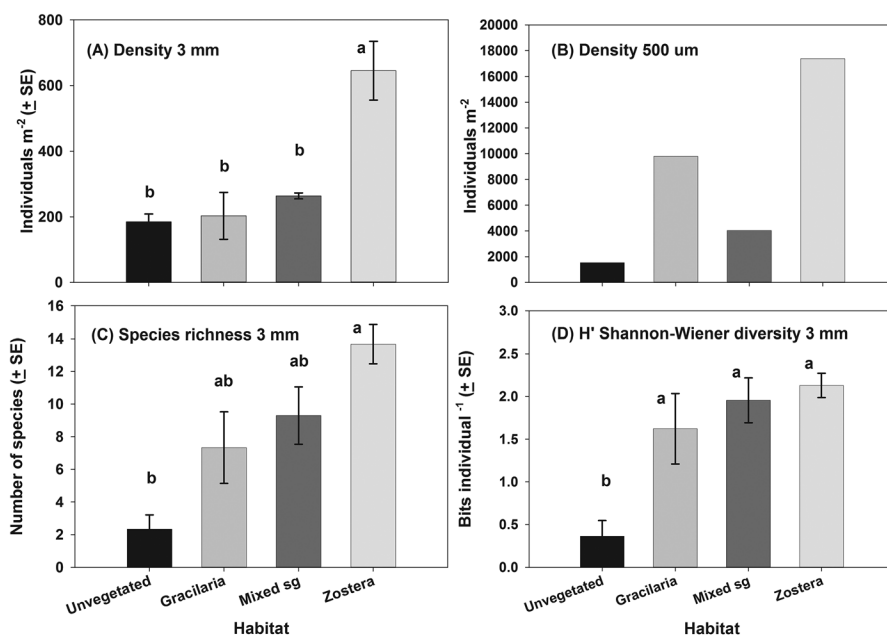 (A) Density 3 mm
Individuals m⁻² (± SE)
800
600
400
200
0
b
b
b
a
(B) Density 500 um
Individuals m⁻²
20000
18000
16000
14000
12000
10000
8000
6000
4000
2000
0
(C) Species richness 3 mm
Number of species (± SE)
16
14
12
10
8
6
4
2
0
b
ab
ab
a
Unvegetated
Gracilaria
Mixed sg
Zostera
Habitat
(D) H' Shannon-Wiener diversity 3 mm
Bits individual ⁻¹ (± SE)
3.0
2.5
2.0
1.5
1.0
0.5
0.0
b
a
a
a
Unvegetated
Gracilaria
Mixed sg
Zostera
Habitat